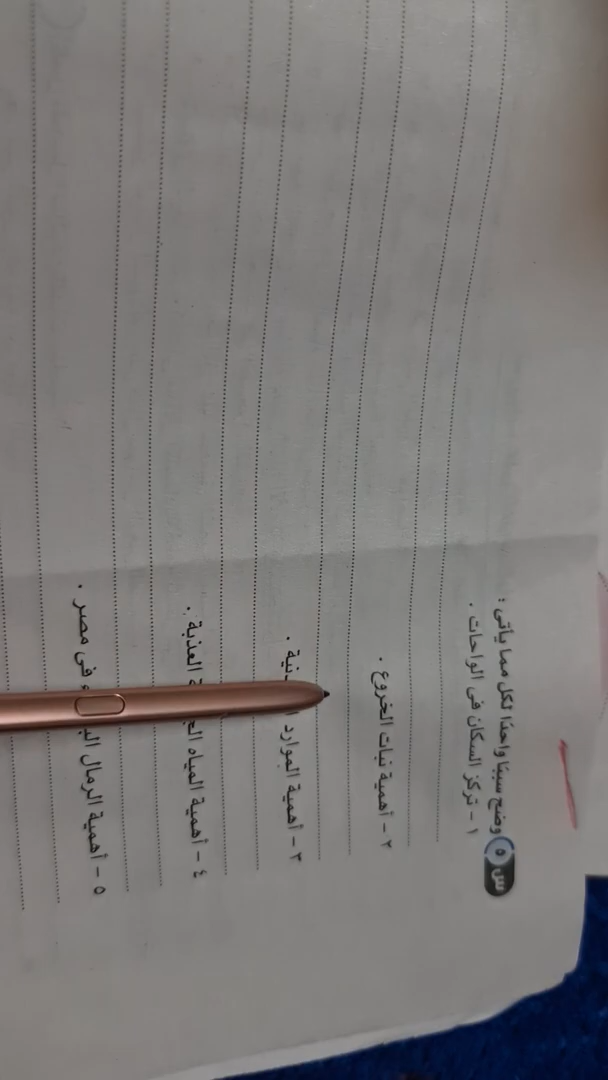 س ٥ وضح سببًا واحدًا لكل مما يأتى :
١ - تركز السكان فى الواحات .
٢ - أهمية نبات الخروع .
٣ - أهمية الموارد
٤ - أهمية المياه العذبة .
٥ - أهمية الرمال فى مصر .